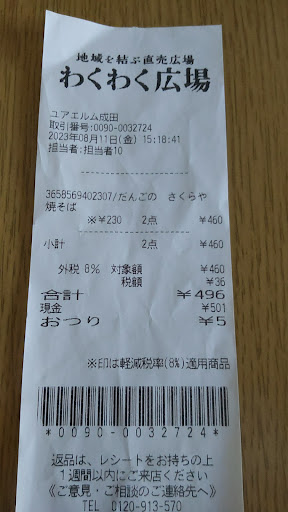 地域を結ぶ直売広場
わくわく広場
ユアエルム成田
取引番号:0090-0032724
2023年08月11日(金) 15:18:41
担当者:担当者10
3658569402307/だんごの さくらや
焼そば
※￥230 2点 ￥460
小計 2点 ￥460
外税 8% 対象額 ￥460
税額 ￥36
合計 ￥496
現金 ￥501
おつり ￥5
※印は軽減税率(8%)適用商品
*0090-0032724*
返品は、レシートをお持ちの上
1週間以内にご来店ください
《ご意見・ご相談のご連絡先へ》
TEL 0120-913-570